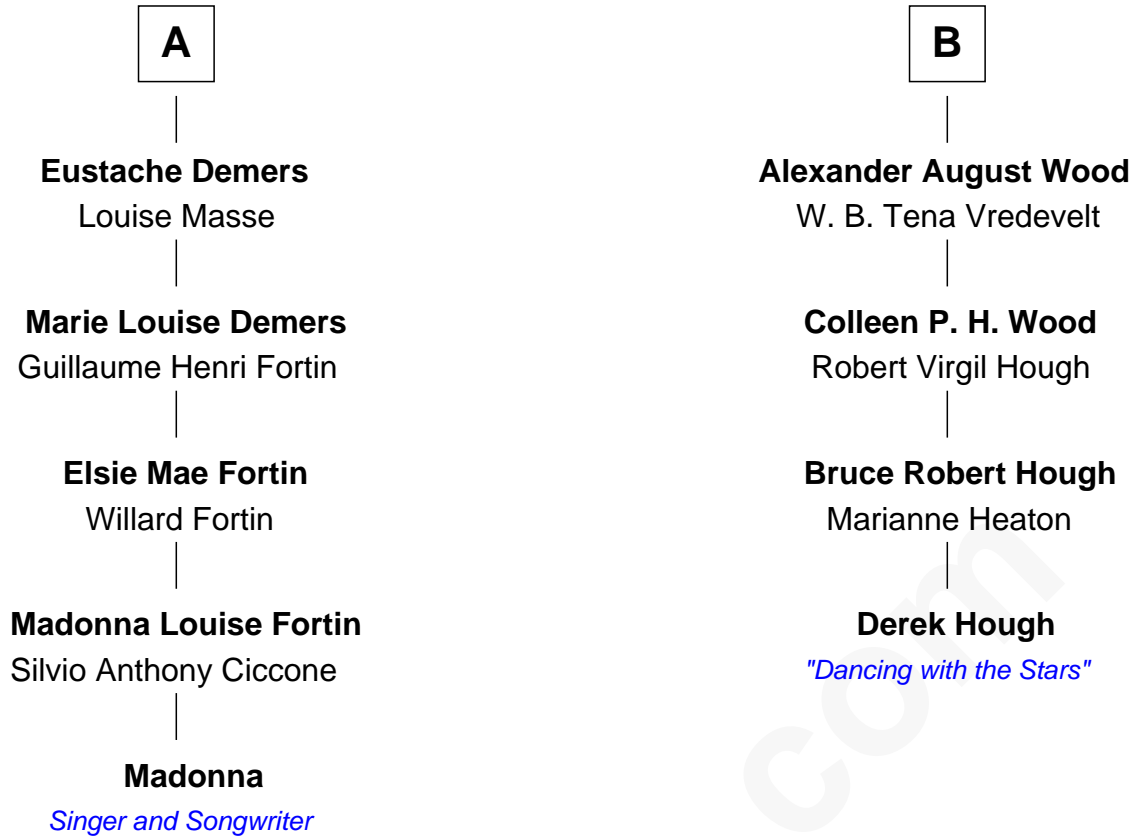 A
Eustache Demers
Louise Masse
Marie Louise Demers
Guillaume Henri Fortin
Elsie Mae Fortin
Willard Fortin
Madonna Louise Fortin
Silvio Anthony Ciccone
Madonna
Singer and Songwriter
B
Alexander August Wood
W. B. Tena Vredevelt
Colleen P. H. Wood
Robert Virgil Hough
Bruce Robert Hough
Marianne Heaton
Derek Hough
"Dancing with the Stars"
com